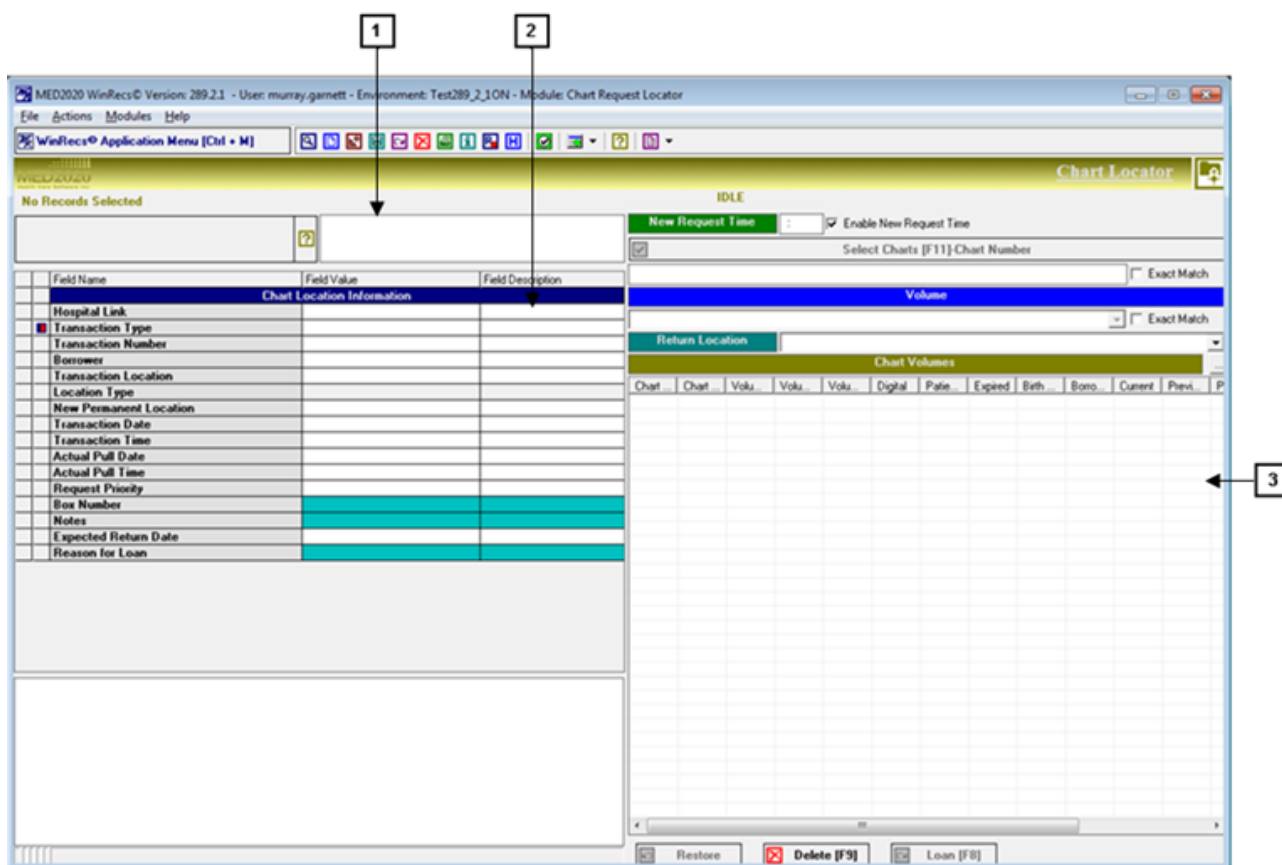 1
2
MED2020 WinRecs© Version: 289.2.1 - User: murray.garnett - Environment: Test289_2_1ON - Module: Chart Request Locator
File Actions Modules Help
WinRecs© Application Menu [Ctrl + M]
MED2020
Chart Locator
No Records Selected
IDLE
New Request Time : Enable New Request Time
Select Charts [F11]-Chart Number
Exact Match
Volume
Exact Match
Return Location
Chart Volumes
Chart ... Chart ... Volu... Volu... Volu... Digital Patie... Expired Birth ... Borro... Current Previ... P
Field Name Field Value Field Description
Chart Location Information
Hospital Link
Transaction Type
Transaction Number
Borrower
Transaction Location
Location Type
New Permanent Location
Transaction Date
Transaction Time
Actual Pull Date
Actual Pull Time
Request Priority
Box Number
Notes
Expected Return Date
Reason for Loan
3
Restore Delete [F9] Loan [F8]